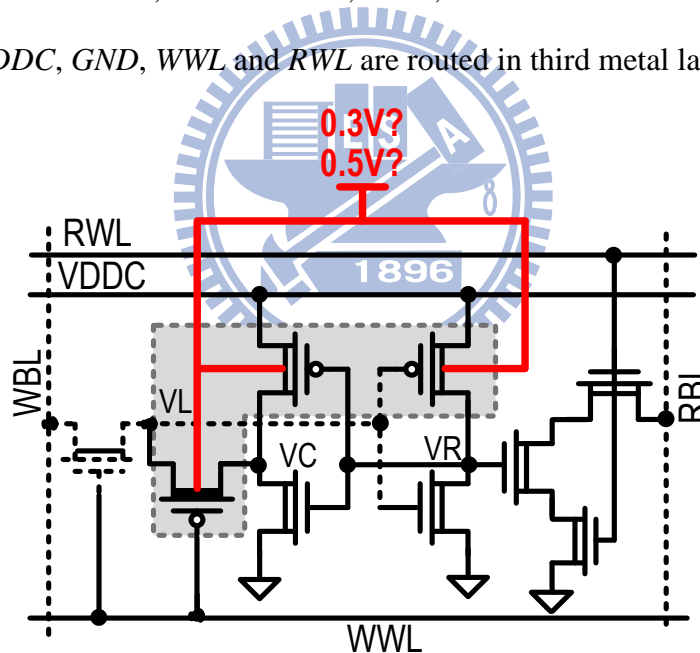 DDC, GND, WWL and RWL are routed in third metal la
0.3V?
0.5V?
E S A
8
1896
RWL
VDDC
WBL
VL
VC
VR
RBL
WWL